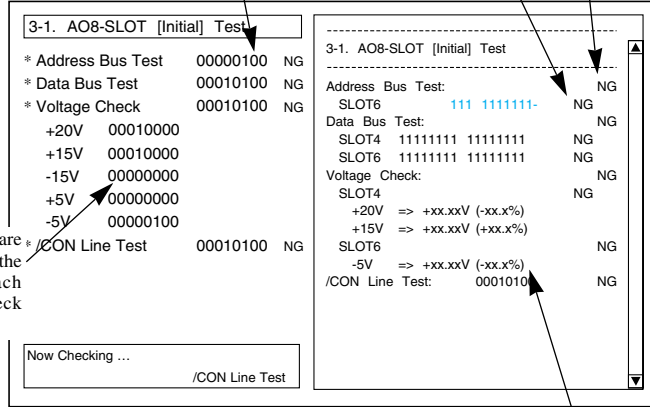 3-1. AO8-SLOT [Initial] Test
* Address Bus Test 00000100 NG
* Data Bus Test 00010100 NG
* Voltage Check 00010100 NG
+20V 00010000
+15V 00010000
-15V 00000000
+5V 00000000
-5V 00000100
* /CON Line Test 00010100 NG
are
the
ch
eck
Now Checking ...
/CON Line Test
3-1. AO8-SLOT [Initial] Test
Address Bus Test: NG
SLOT6 111 1111111- NG
Data Bus Test: NG
SLOT4 11111111 11111111 NG
SLOT6 11111111 11111111 NG
Voltage Check: NG
SLOT4 NG
+20V => +xx.xxV (-xx.x%)
+15V => +xx.xxV (+xx.x%)
SLOT6 NG
-5V => +xx.xxV (-xx.x%)
/CON Line Test: 00010100 NG